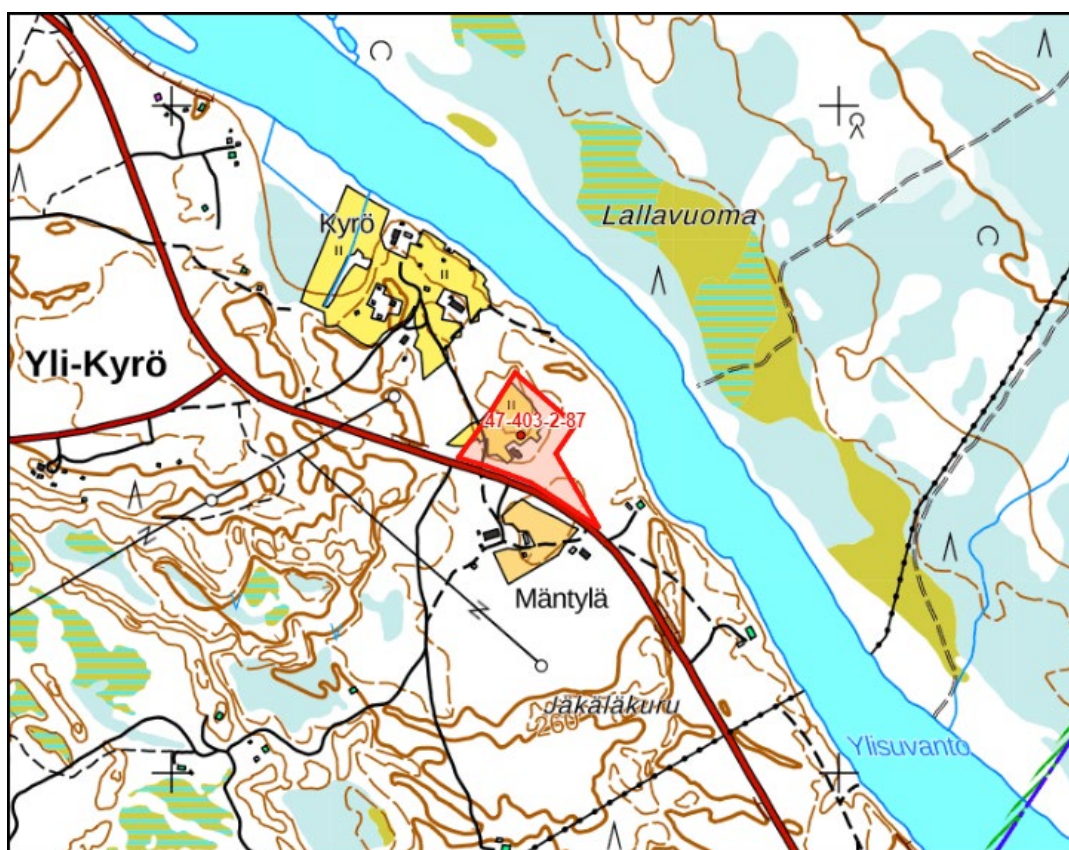 Lallavuoma
Kyrö
Yli-Kyrö
47-403-2-87
Mäntylä
Jäkäläkuru
260
Ylisuvanto